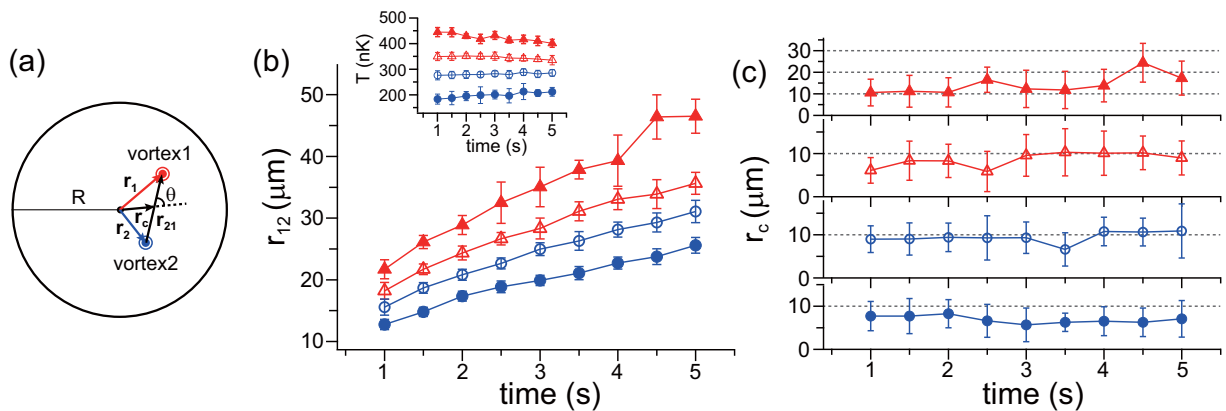 (a)
vortex1
r1
θ
R
rc
r21
r2
vortex2
(b)
T (nK)
500
400
300
200
1 2 3 4 5
time (s)
r12 (μm)
50
40
30
20
10
1 2 3 4 5
time (s)
(c)
rc (μm)
30
20
10
0
10
0
10
0
10
0
1 2 3 4 5
time (s)